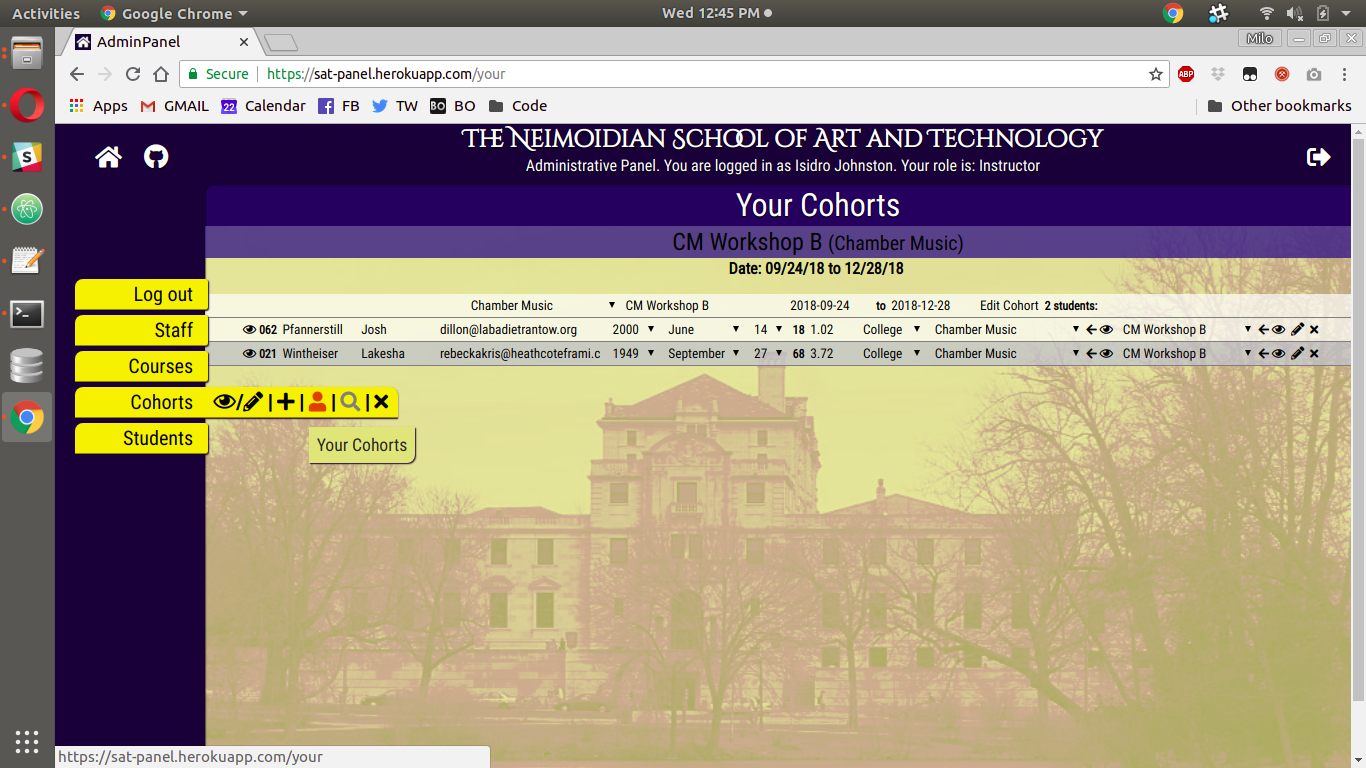 Activities Google Chrome Wed 12:45 PM
AdminPanel Milo
Secure https://sat-panel.herokuapp.com/your ABP
Apps GMAIL 22 Calendar FB TW BO BO Code Other bookmarks
The Neimoidian School of Art and Technology
Administrative Panel. You are logged in as Isidro Johnston. Your role is: Instructor
Your Cohorts
CM Workshop B (Chamber Music)
Date: 09/24/18 to 12/28/18
Chamber Music CM Workshop B 2018-09-24 to 2018-12-28 Edit Cohort 2 students:
062 Pfannerstill Josh dillon@labadietrantow.org 2000 June 14 18 1.02 College Chamber Music CM Workshop B
021 Wintheiser Lakesha rebeckakris@heathcoteframi.c 1949 September 27 68 3.72 College Chamber Music CM Workshop B
Log out
Staff
Courses
Cohorts / | | | |
Students
Your Cohorts
https://sat-panel.herokuapp.com/your